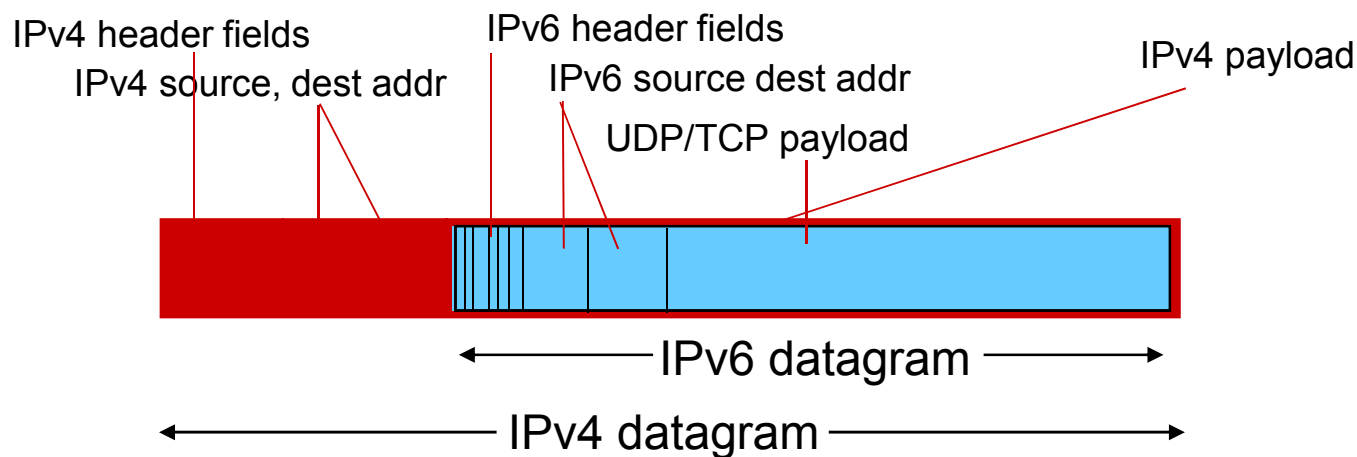 IPv4 header fields
IPv6 header fields
IPv4 payload
IPv4 source, dest addr
IPv6 source dest addr
UDP/TCP payload
IPv6 datagram
IPv4 datagram